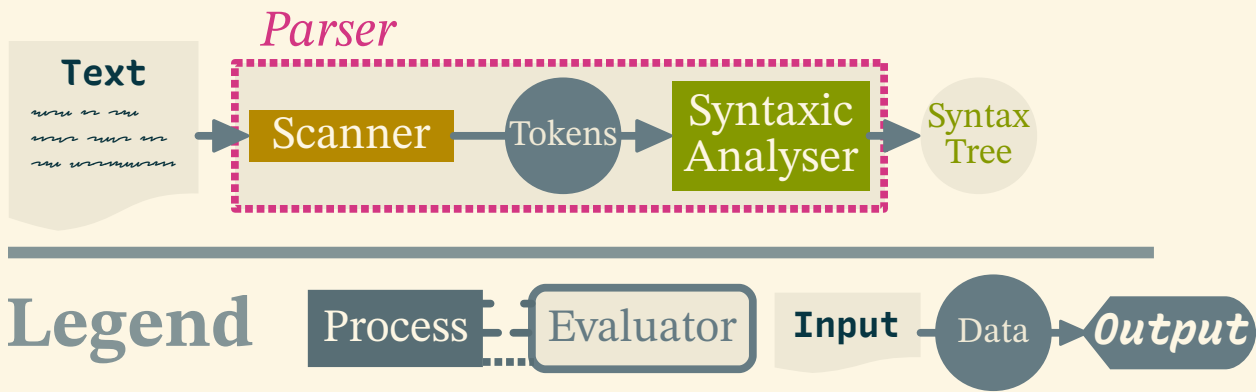 Parser
Text
Scanner
Tokens
Syntaxic
Analyser
Syntax
Tree
Legend
Process
Evaluator
Input
Data
Output